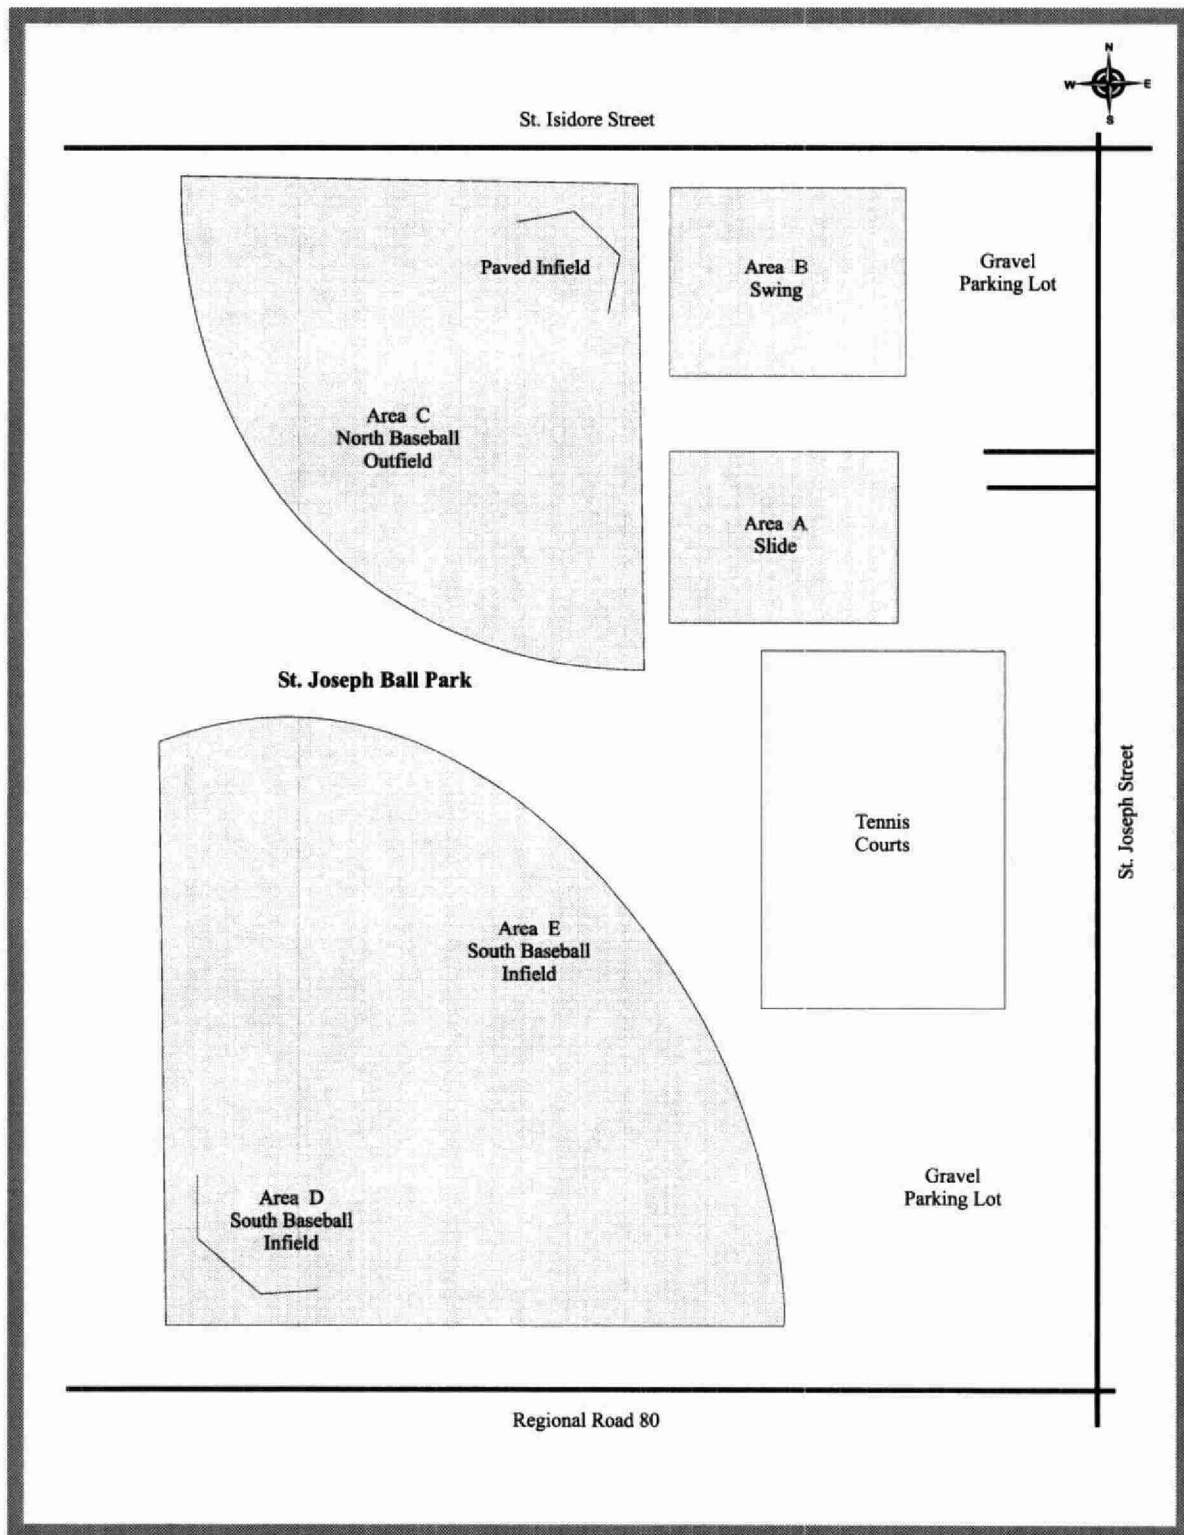 N
W E
S
St. Isidore Street
Paved Infield
Area B
Swing
Gravel
Parking Lot
Area C
North Baseball
Outfield
Area A
Slide
St. Joseph Ball Park
St. Joseph Street
Tennis
Courts
Area E
South Baseball
Infield
Gravel
Parking Lot
Area D
South Baseball
Infield
Regional Road 80